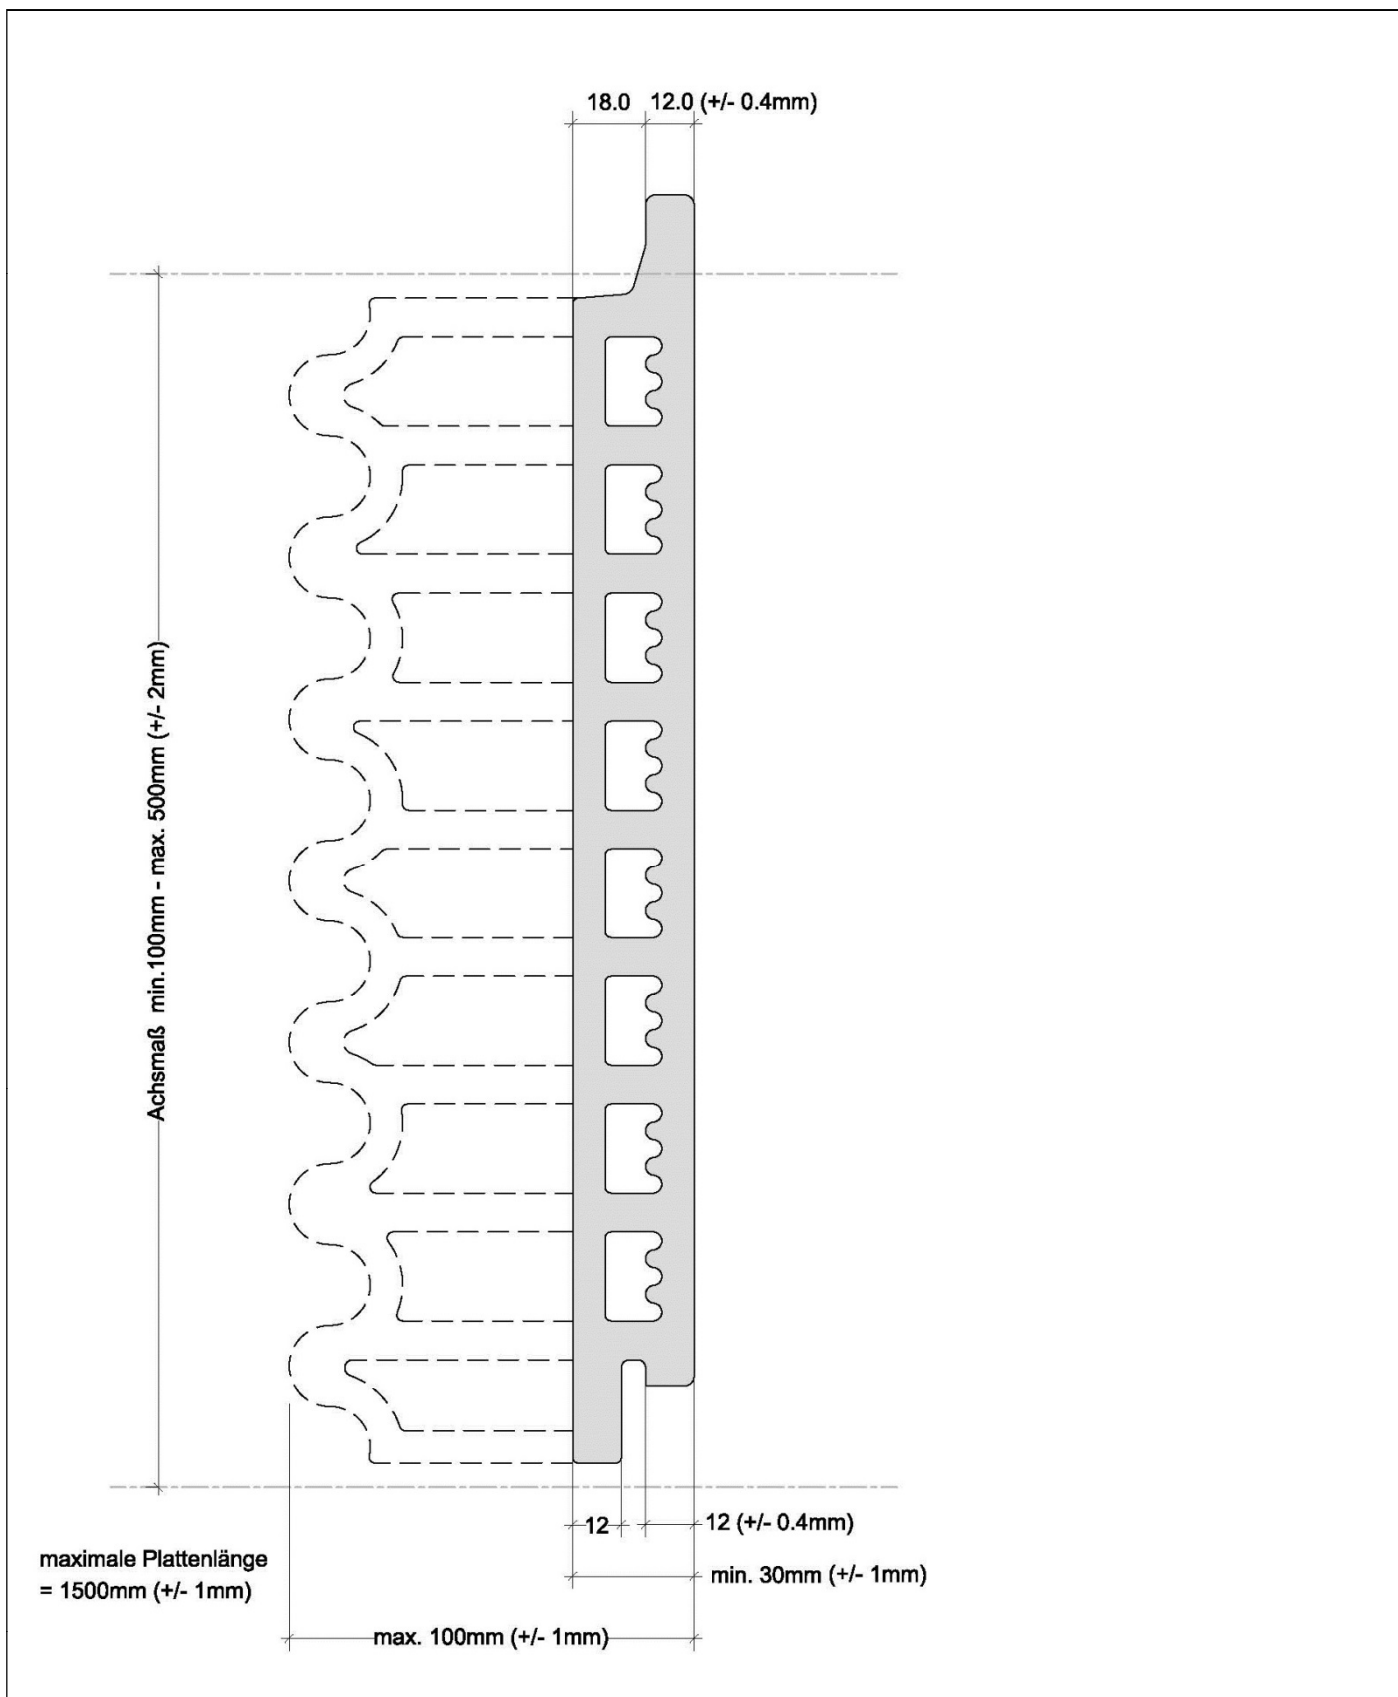 18.0 12.0 (+/- 0.4mm)
Achsmaß min.100mm - max. 500mm (+/- 2mm)
12 12 (+/- 0.4mm)
maximale Plattenlänge
= 1500mm (+/- 1mm)
min. 30mm (+/- 1mm)
max. 100mm (+/- 1mm)